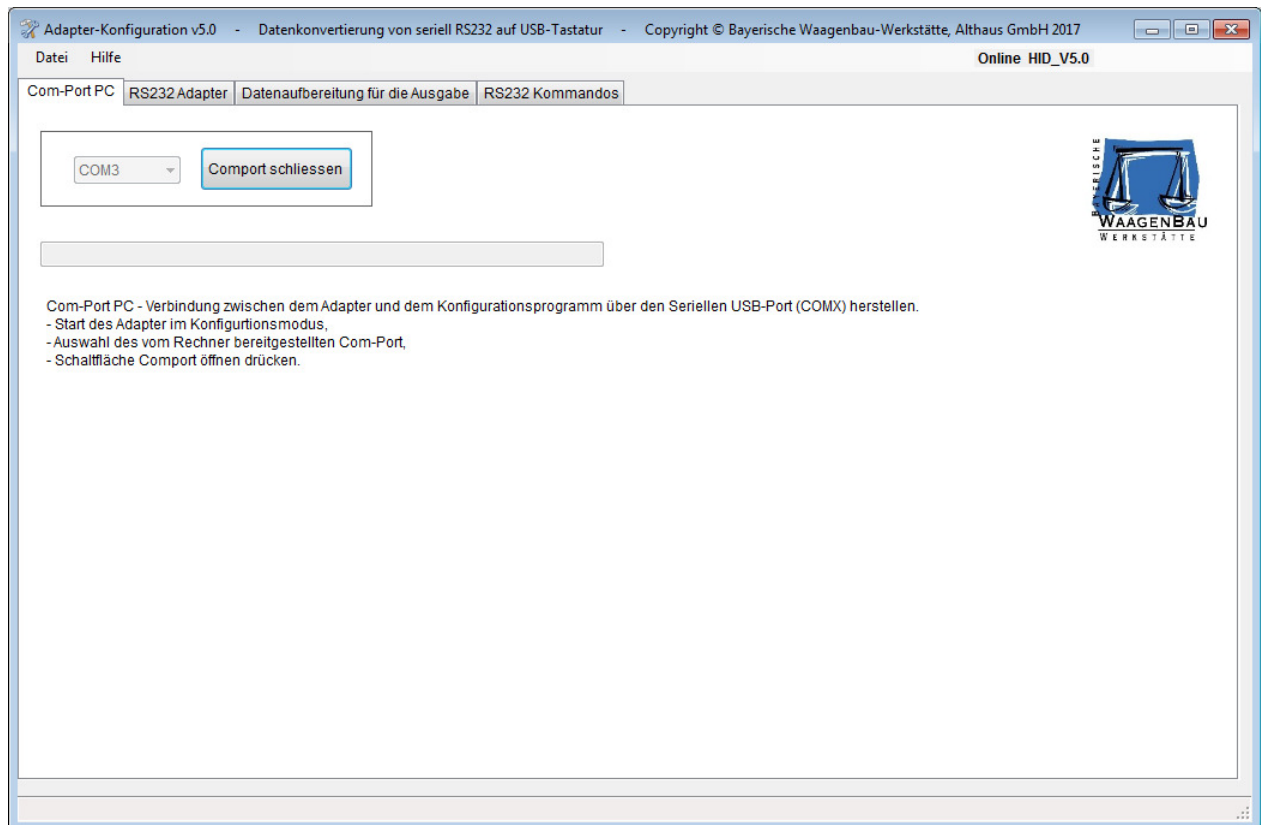 Adapter-Konfiguration v5.0 - Datenkonvertierung von seriell RS232 auf USB-Tastatur - Copyright © Bayerische Waagenbau-Werkstätte, Althaus GmbH 2017
Datei Hilfe Online HID_V5.0
Com-Port PC RS232 Adapter Datenaufbereitung für die Ausgabe RS232 Kommandos
COM3 Comport schliessen
BAYERISCHE
WAAGENBAU
WERKSTÄTTE
Com-Port PC - Verbindung zwischen dem Adapter und dem Konfigurationsprogramm über den Seriellen USB-Port (COMX) herstellen.
- Start des Adapter im Konfigurtionsmodus,
- Auswahl des vom Rechner bereitgestellten Com-Port,
- Schaltfläche Comport öffnen drücken.